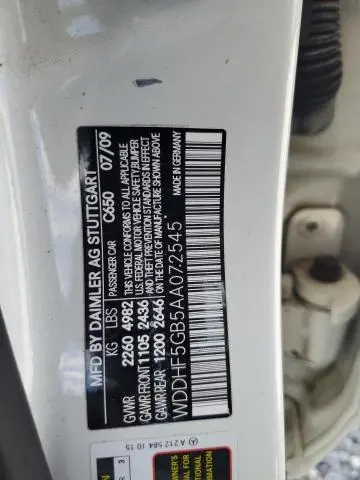 MFD BY DAIMLER AG STUTTGART
PASSENGER CAR C650 07/09
KG LBS
GVWR 2260 4982
GAWR FRONT 1105 2436
GAWR REAR 1200 2646
THIS VEHICLE CONFORMS TO ALL APPLICABLE
U.S. FEDERAL MOTOR VEHICLE SAFETY, BUMPER
AND THEFT PREVENTION STANDARDS IN EFFECT
ON THE DATE OF MANUFACTURE SHOWN ABOVE
MADE IN GERMANY
*WDDHF5GB5AA072545*
A 212 584 10 15